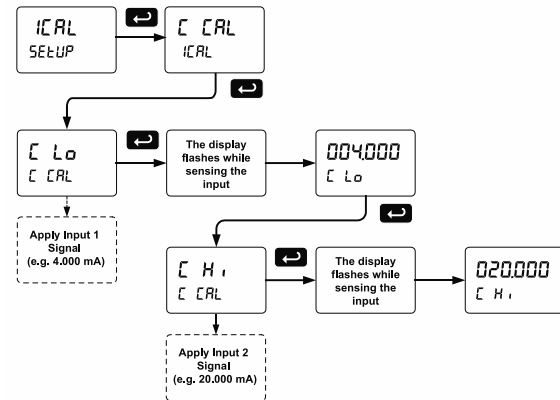 ICAL
SEtUP
C CAL
ICAL
C Lo
C CAL
The display
flashes while
sensing the
input
004.000
C Lo
Apply Input 1
Signal
(e.g. 4.000 mA)
C Hi
C CAL
The display
flashes while
sensing the
input
020.000
C Hi
Apply Input 2
Signal
(e.g. 20.000 mA)